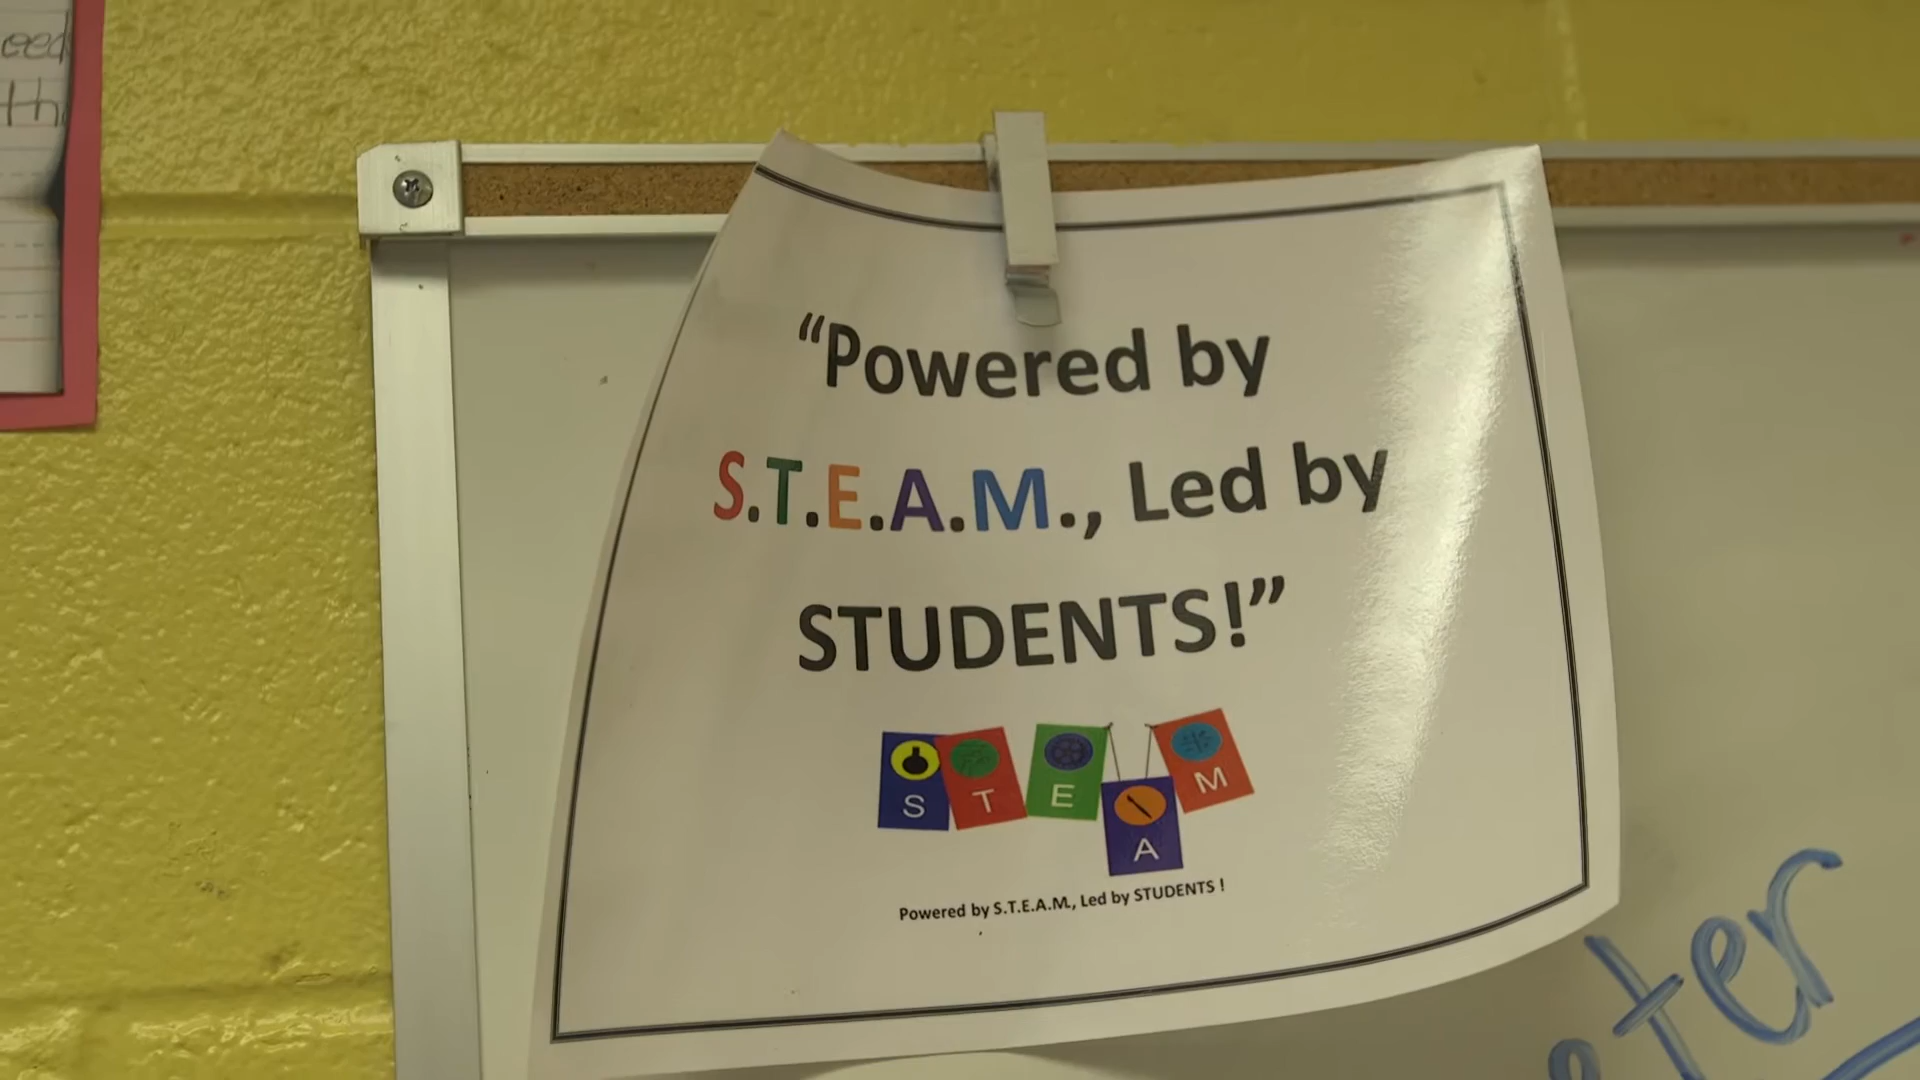 “Powered by
S.T.E.A.M., Led by
STUDENTS!”
S T E A M
Powered by S.T.E.A.M., Led by STUDENTS !